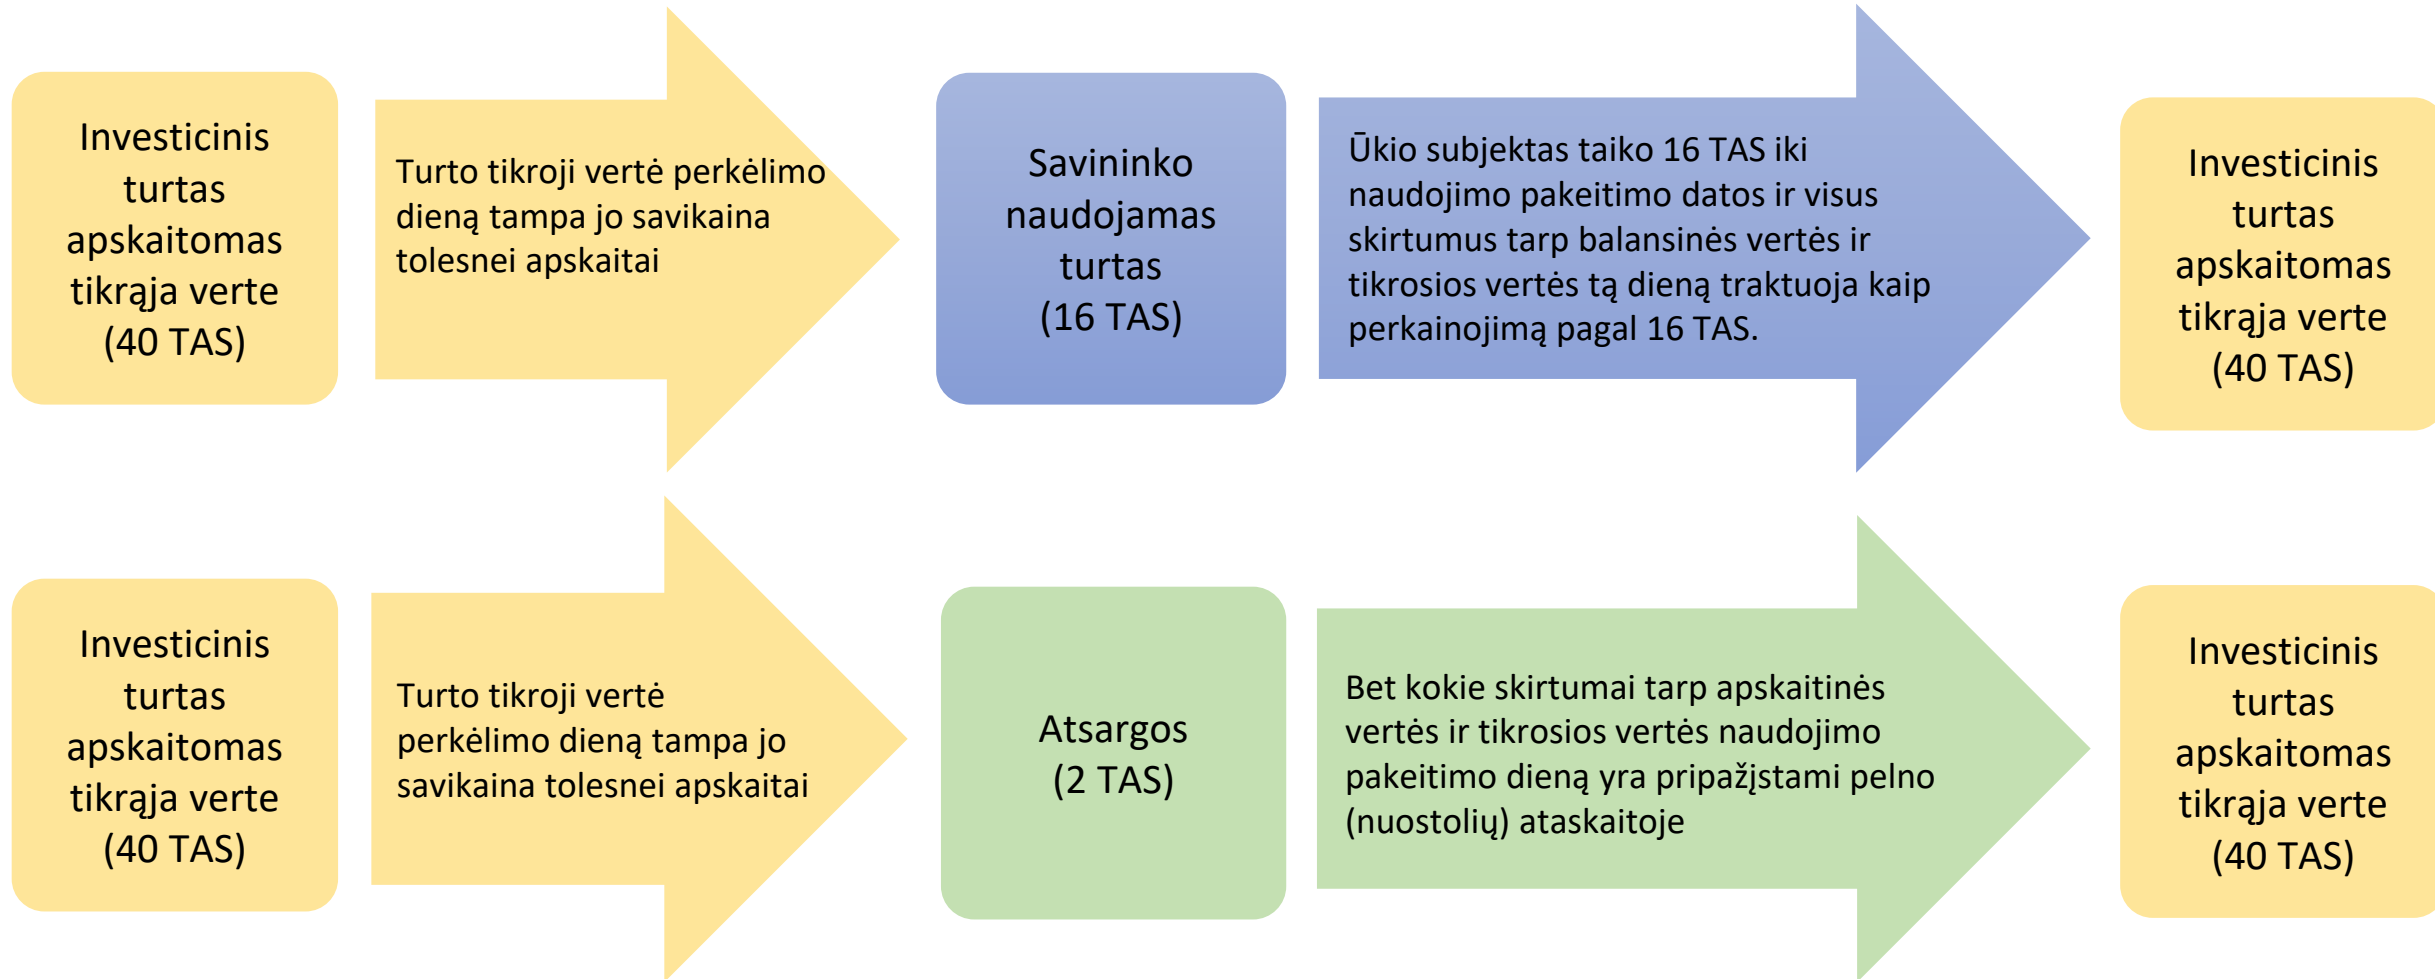 Investicinis
turtas
apskaitomas
tikrąja verte
(40 TAS)
Turto tikroji vertė perkėlimo
dieną tampa jo savikaina
tolesnei apskaitai
Savininko
naudojamas
turtas
(16 TAS)
Ūkio subjektas taiko 16 TAS iki
naudojimo pakeitimo datos ir visus
skirtumus tarp balansinės vertės ir
tikrosios vertės tą dieną traktuoja kaip
perkainojimą pagal 16 TAS.
Investicinis
turtas
apskaitomas
tikrąja verte
(40 TAS)
Investicinis
turtas
apskaitomas
tikrąja verte
(40 TAS)
Turto tikroji vertė
perkėlimo dieną tampa jo
savikaina tolesnei apskaitai
Atsargos
(2 TAS)
Bet kokie skirtumai tarp apskaitinės
vertės ir tikrosios vertės naudojimo
pakeitimo dieną yra pripažįstami pelno
(nuostolių) ataskaitoje
Investicinis
turtas
apskaitomas
tikrąja verte
(40 TAS)